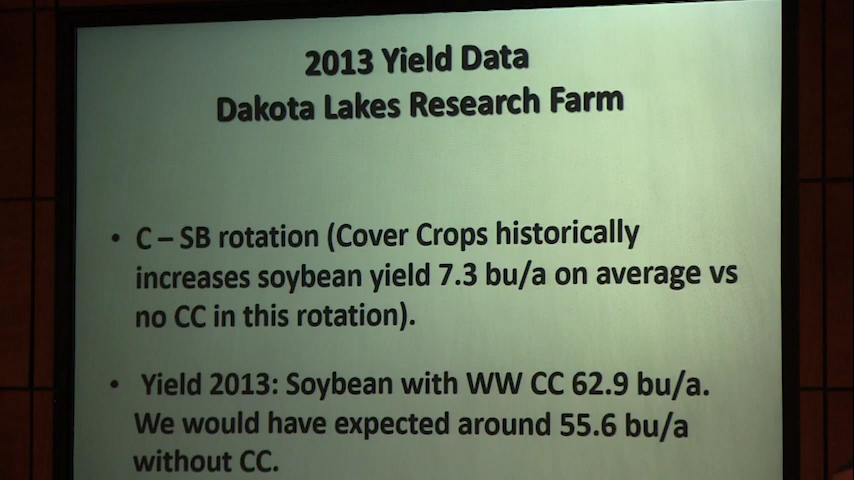 2013 Yield Data
Dakota Lakes Research Farm
• C – SB rotation (Cover Crops historically
increases soybean yield 7.3 bu/a on average vs
no CC in this rotation).
• Yield 2013: Soybean with WW CC 62.9 bu/a.
We would have expected around 55.6 bu/a
without CC.